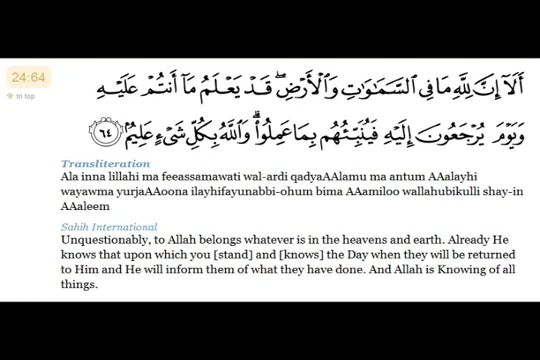 24:64
to top
أَلَآ إِنَّ لِلَّهِ مَا فِى ٱلسَّمَـٰوَٰتِ وَٱلْأَرْضِ ۖ قَدْ يَعْلَمُ مَآ أَنتُمْ عَلَيْهِ
وَيَوْمَ يُرْجَعُونَ إِلَيْهِ فَيُنَبِّئُهُم بِمَا عَمِلُوا۟ ۗ وَٱللَّهُ بِكُلِّ شَىْءٍ عَلِيمٌۢ ﴿٦٤﴾
Transliteration
Ala inna lillahi ma feeassamawati wal-ardi qadyaAAlamu ma antum AAalayhi
wayawma yurjaAAoona ilayhifayunabbi-ohum bima AAamiloo wallahubikulli shay-in
AAaleem
Sahih International
Unquestionably, to Allah belongs whatever is in the heavens and earth. Already He
knows that upon which you [stand] and [knows] the Day when they will be returned
to Him and He will inform them of what they have done. And Allah is Knowing of all
things.